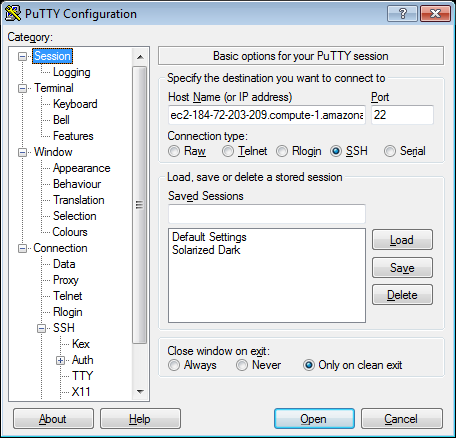 PuTTY Configuration
Category:
Session
Logging
Terminal
Keyboard
Bell
Features
Window
Appearance
Behaviour
Translation
Selection
Colours
Connection
Data
Proxy
Telnet
Rlogin
SSH
Kex
Auth
TTY
X11
Basic options for your PuTTY session
Specify the destination you want to connect to
Host Name (or IP address) Port
ec2-184-72-203-209.compute-1.amazona 22
Connection type:
Raw Telnet Rlogin SSH Serial
Load, save or delete a stored session
Saved Sessions
Default Settings
Solarized Dark
Load
Save
Delete
Close window on exit:
Always Never Only on clean exit
About Help Open Cancel